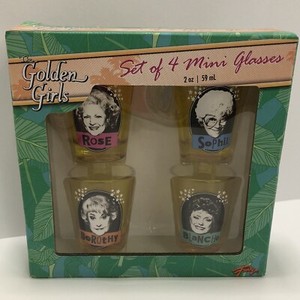 The
Golden
Girls
Set of 4 Mini Glasses
2 oz | 59 mL
ROSE
SOPHIA
DOROTHY
BLANCHE